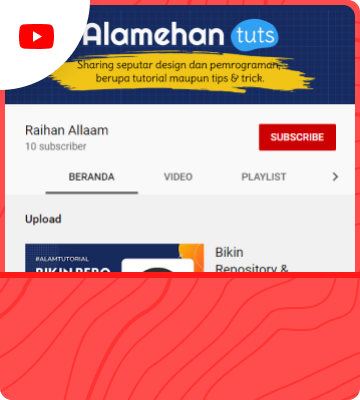 Alamehan tuts
Sharing seputar design dan pemrograman,
berupa tutorial maupun tips & trick.
Raihan Allaam
10 subscriber
SUBSCRIBE
BERANDA VIDEO PLAYLIST
Upload
#ALAMTUTORIAL
BIKIN REPO
Bikin
Repository &